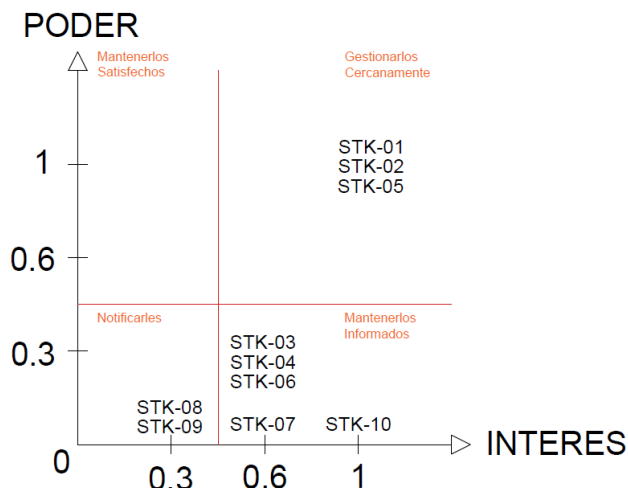 PODER
Mantenerlos
Satisfechos
Gestionarlos
Cercanamente
1
STK-01
STK-02
STK-05
0.6
Notificarles
Mantenerlos
Informados
0.3
STK-03
STK-04
STK-06
STK-08
STK-09
STK-07
STK-10
INTERES
0
0.3
0.6
1